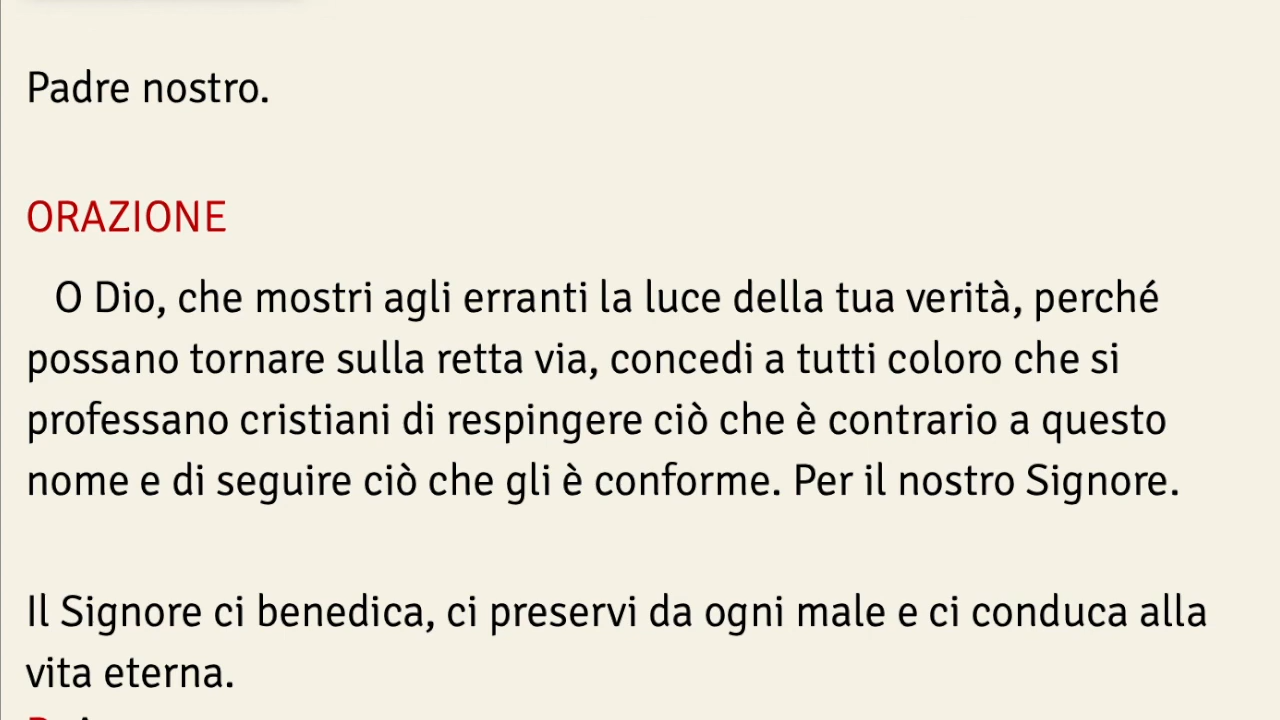 Padre nostro.
ORAZIONE
O Dio, che mostri agli erranti la luce della tua verità, perché
possano tornare sulla retta via, concedi a tutti coloro che si
professano cristiani di respingere ciò che è contrario a questo
nome e di seguire ciò che gli è conforme. Per il nostro Signore.
Il Signore ci benedica, ci preservi da ogni male e ci conduca alla
vita eterna.